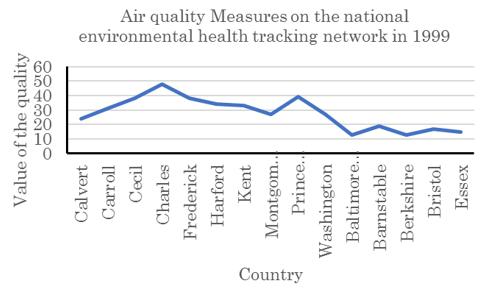 Air quality Measures on the national
environmental health tracking network in 1999
Value of the quality
60
50
40
30
20
10
0
Calvert
Carroll
Cecil
Charles
Frederick
Harford
Kent
Montgom...
Prince...
Washington
Baltimore...
Barnstable
Berkshire
Bristol
Essex
Country